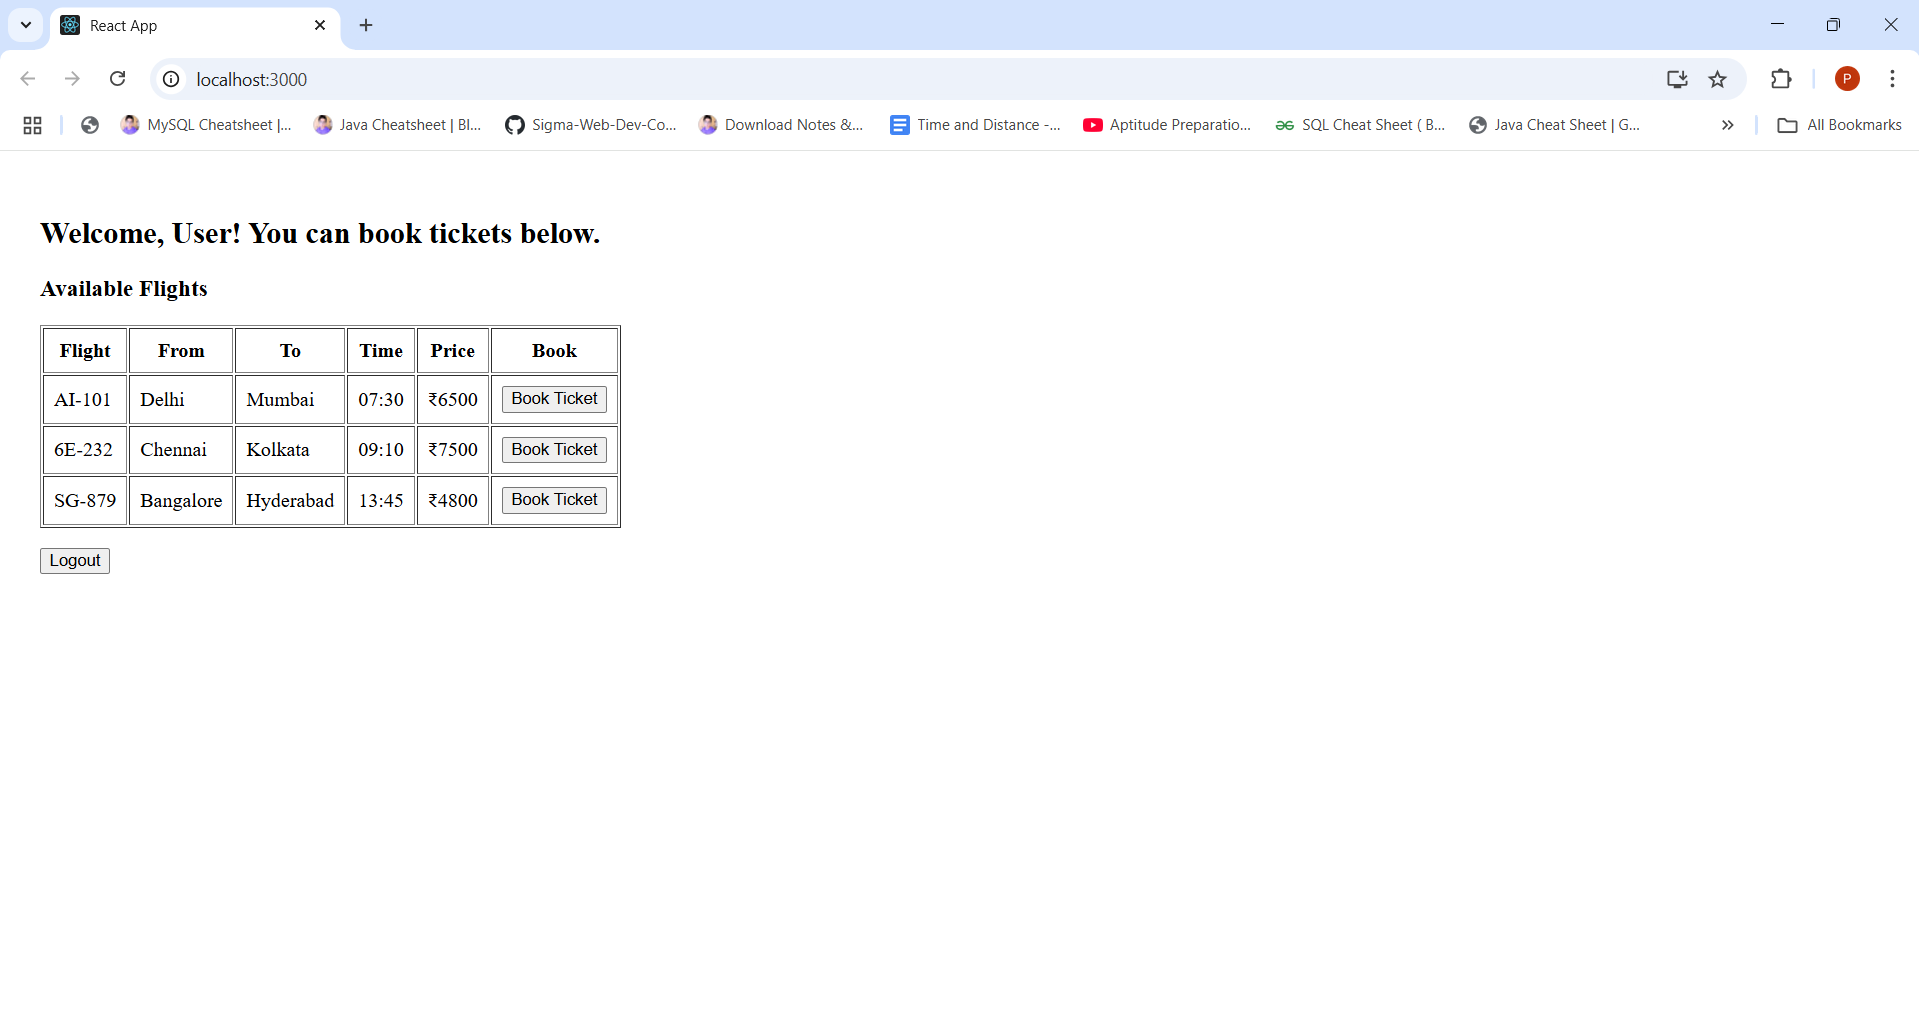 React App
localhost:3000
P
MySQL Cheatsheet |... Java Cheatsheet | Bl... Sigma-Web-Dev-Co... Download Notes &... Time and Distance -... Aptitude Preparatio... SQL Cheat Sheet ( B... Java Cheat Sheet | G... All Bookmarks
Welcome, User! You can book tickets below.
Available Flights
Flight From To Time Price Book
AI-101 Delhi Mumbai 07:30 ₹6500 Book Ticket
6E-232 Chennai Kolkata 09:10 ₹7500 Book Ticket
SG-879 Bangalore Hyderabad 13:45 ₹4800 Book Ticket
Logout